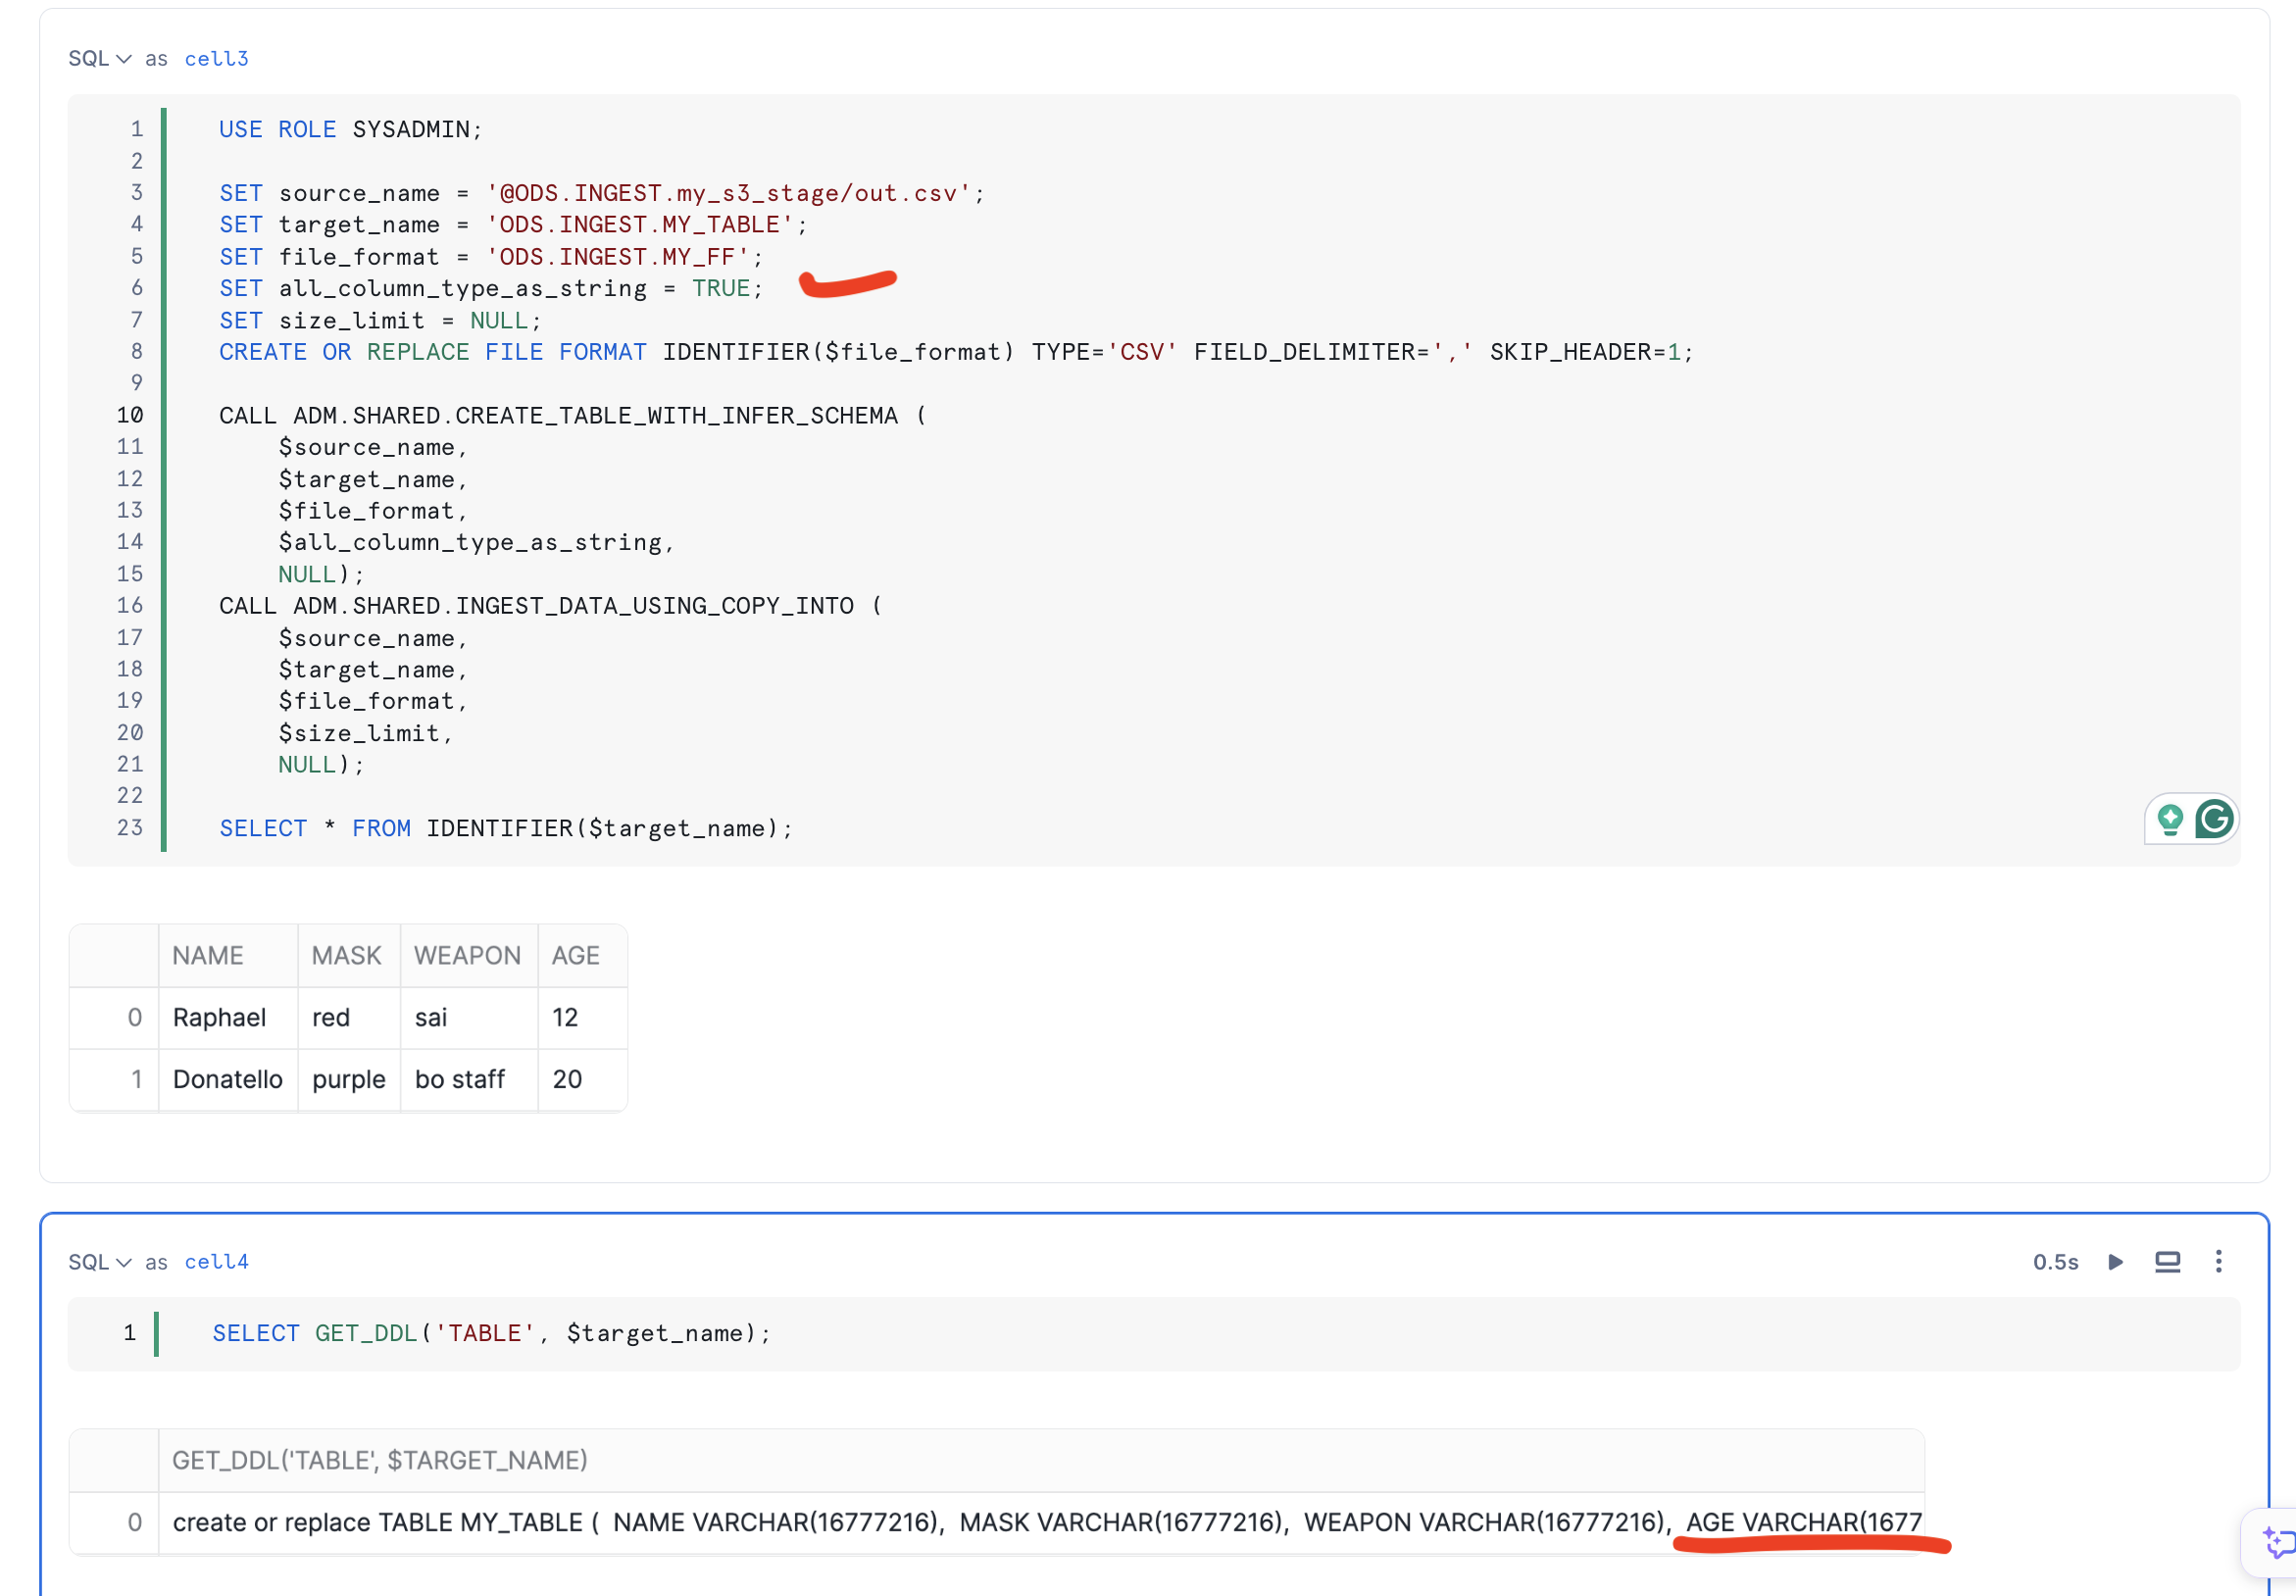 SQL as cell3
1 USE ROLE SYSADMIN;
2
3 SET source_name = '@ODS.INGEST.my_s3_stage/out.csv';
4 SET target_name = 'ODS.INGEST.MY_TABLE';
5 SET file_format = 'ODS.INGEST.MY_FF';
6 SET all_column_type_as_string = TRUE;
7 SET size_limit = NULL;
8 CREATE OR REPLACE FILE FORMAT IDENTIFIER($file_format) TYPE='CSV' FIELD_DELIMITER=',' SKIP_HEADER=1;
9
10 CALL ADM.SHARED.CREATE_TABLE_WITH_INFER_SCHEMA (
11 $source_name,
12 $target_name,
13 $file_format,
14 $all_column_type_as_string,
15 NULL);
16 CALL ADM.SHARED.INGEST_DATA_USING_COPY_INTO (
17 $source_name,
18 $target_name,
19 $file_format,
20 $size_limit,
21 NULL);
22
23 SELECT * FROM IDENTIFIER($target_name);
NAME MASK WEAPON AGE
0 Raphael red sai 12
1 Donatello purple bo staff 20
SQL as cell4 0.5s
1 SELECT GET_DDL('TABLE', $target_name);
GET_DDL('TABLE', $TARGET_NAME)
0 create or replace TABLE MY_TABLE ( NAME VARCHAR(16777216), MASK VARCHAR(16777216), WEAPON VARCHAR(16777216), AGE VARCHAR(1677